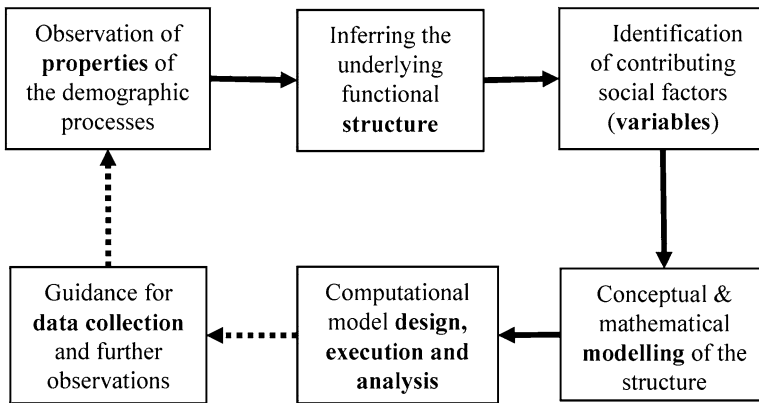 Observation of
properties of
the demographic
processes
Inferring the
underlying
functional
structure
Identification
of contributing
social factors
(variables)
Conceptual &
mathematical
modelling of the
structure
Computational
model design,
execution and
analysis
Guidance for
data collection
and further
observations